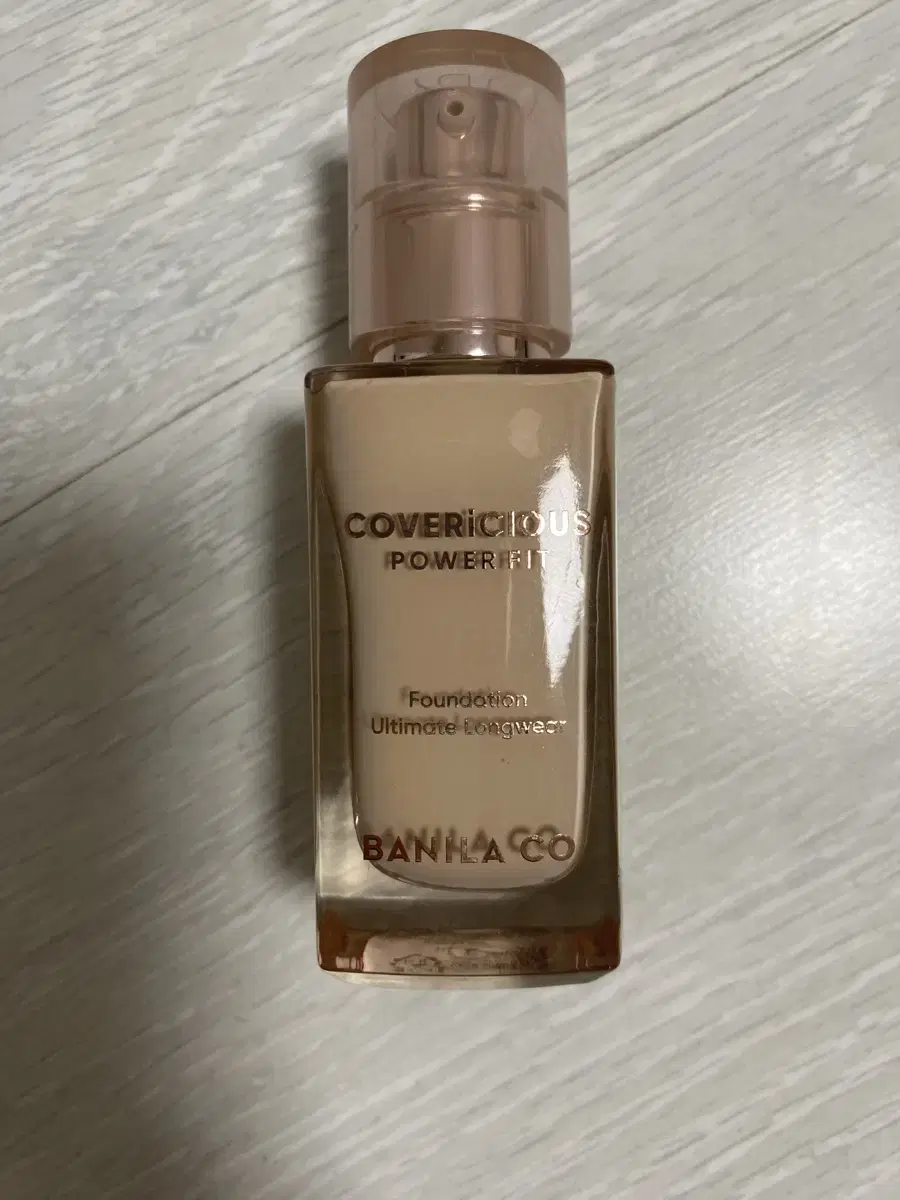 COVERiCIOUS
POWER FIT
Foundation
Ultimate Longwear
BANILA CO